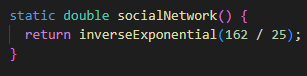 static double socialNetwork() {
return inverseExponential(162 / 25);
}